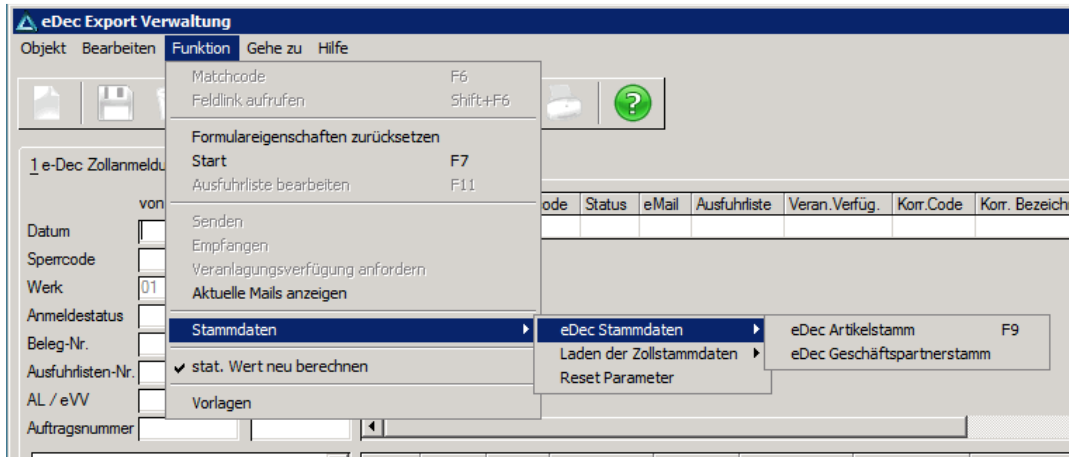 eDec Export Verwaltung
Objekt Bearbeiten Funktion Gehe zu Hilfe
Matchcode F6
Feldlink aufrufen Shift+F6
Formulareigenschaften zurücksetzen
Start F7
Ausfuhrliste bearbeiten F11
Senden
Empfangen
Veranlagungsverfügung anfordern
Aktuelle Mails anzeigen
Stammdaten
stat. Wert neu berechnen
Vorlagen
eDec Stammdaten
Laden der Zollstammdaten
Reset Parameter
eDec Artikelstamm F9
eDec Geschäftspartnerstamm
?
1 e-Dec Zollanmeldu
von
ode Status eMail Ausfuhrliste Veran.Verfüg. Korr.Code Korr. Bezeich
Datum
Sperrcode
Werk 01
Anmeldestatus
Beleg-Nr.
Ausfuhrlisten-Nr.
AL / eVV
Auftragsnummer